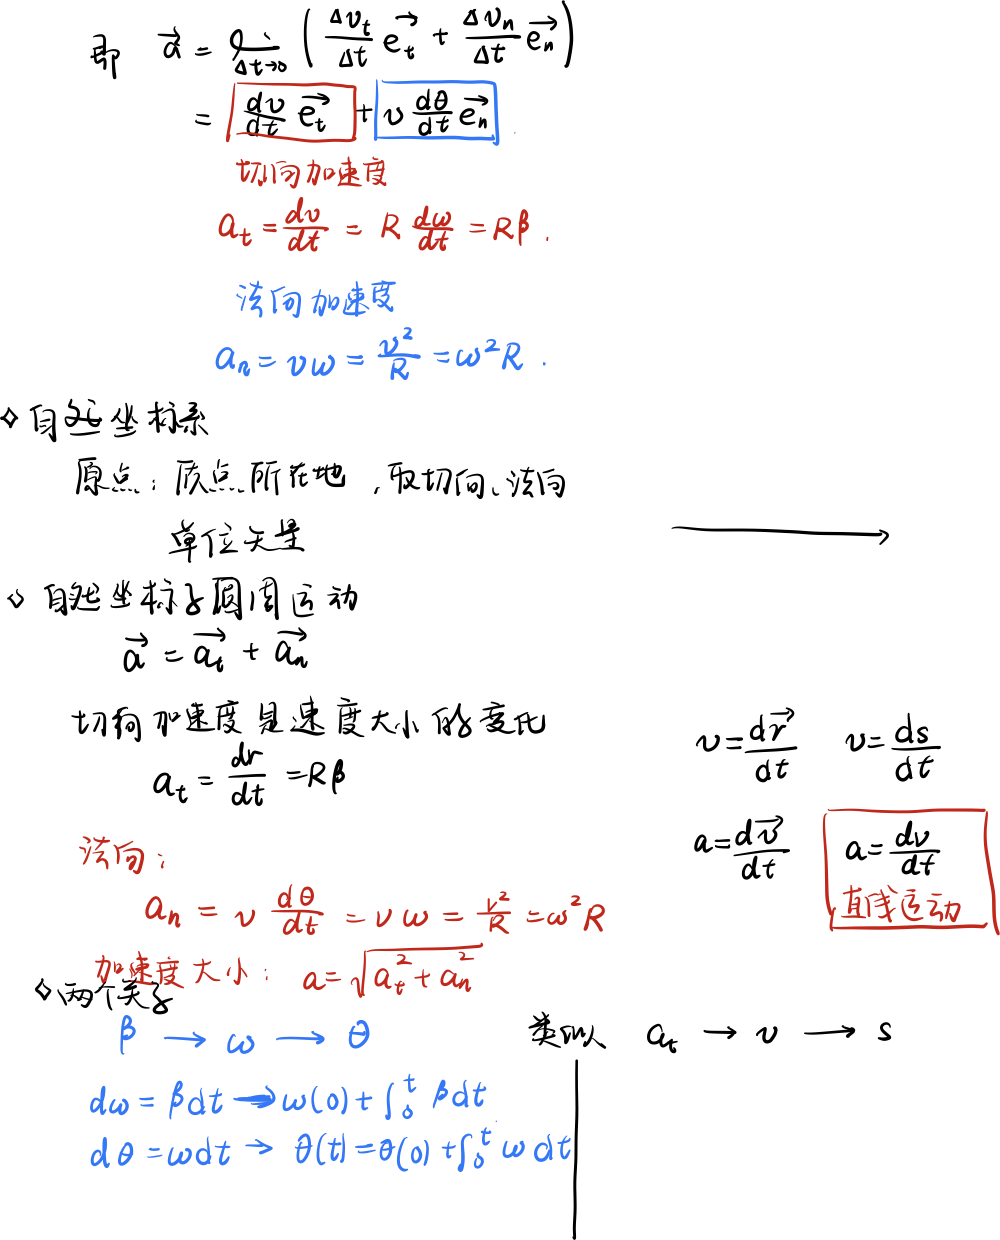 即 $\vec{a} = \lim_{\Delta t \to 0} \left( \frac{\Delta v_t}{\Delta t} \vec{e_t} + \frac{\Delta v_n}{\Delta t} \vec{e_n} \right)$
$= \frac{dv}{dt} \vec{e_t} + v \frac{d\theta}{dt} \vec{e_n}$
切向加速度
$a_t = \frac{dv}{dt} = R \frac{d\omega}{dt} = R\beta$.
法向加速度
$a_n = v\omega = \frac{v^2}{R} = \omega^2 R$.
◇ 自然坐标系
原点：质点所在地，取切向、法向
单位矢量
◇ 自然坐标系圆周运动
$\vec{a} = \vec{a_t} + \vec{a_n}$
切向加速度是速度大小的变化
$a_t = \frac{dv}{dt} = R\beta$
$v = \frac{d\vec{r}}{dt}$ $v = \frac{ds}{dt}$
$a = \frac{d\vec{v}}{dt}$ $a = \frac{dv}{dt}$
直线运动
法向：
$a_n = v \frac{d\theta}{dt} = v\omega = \frac{v^2}{R} = \omega^2 R$
加速度大小：$a = \sqrt{a_t^2 + a_n^2}$
◇ 两个关系
$\beta \to \omega \to \theta$
类似 $a_t \to v \to s$
$d\omega = \beta dt \to \omega(0) + \int_0^t \beta dt$
$d\theta = \omega dt \to \theta(t) = \theta(0) + \int_0^t \omega dt$